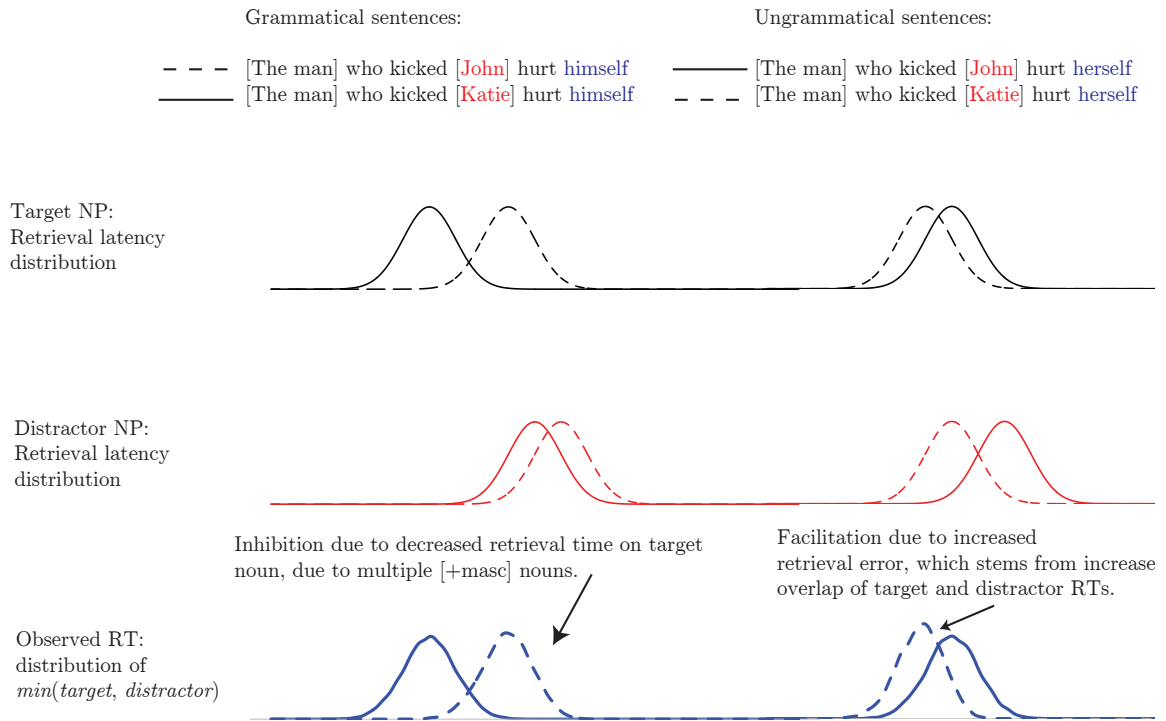 Grammatical sentences:
[The man] who kicked [John] hurt himself
[The man] who kicked [Katie] hurt himself
Ungrammatical sentences:
[The man] who kicked [John] hurt herself
[The man] who kicked [Katie] hurt herself
Target NP:
Retrieval latency
distribution
Distractor NP:
Retrieval latency
distribution
Inhibition due to decreased retrieval time on target
noun, due to multiple [+masc] nouns.
Facilitation due to increased
retrieval error, which stems from increase
overlap of target and distractor RTs.
Observed RT:
distribution of
min(target, distractor)